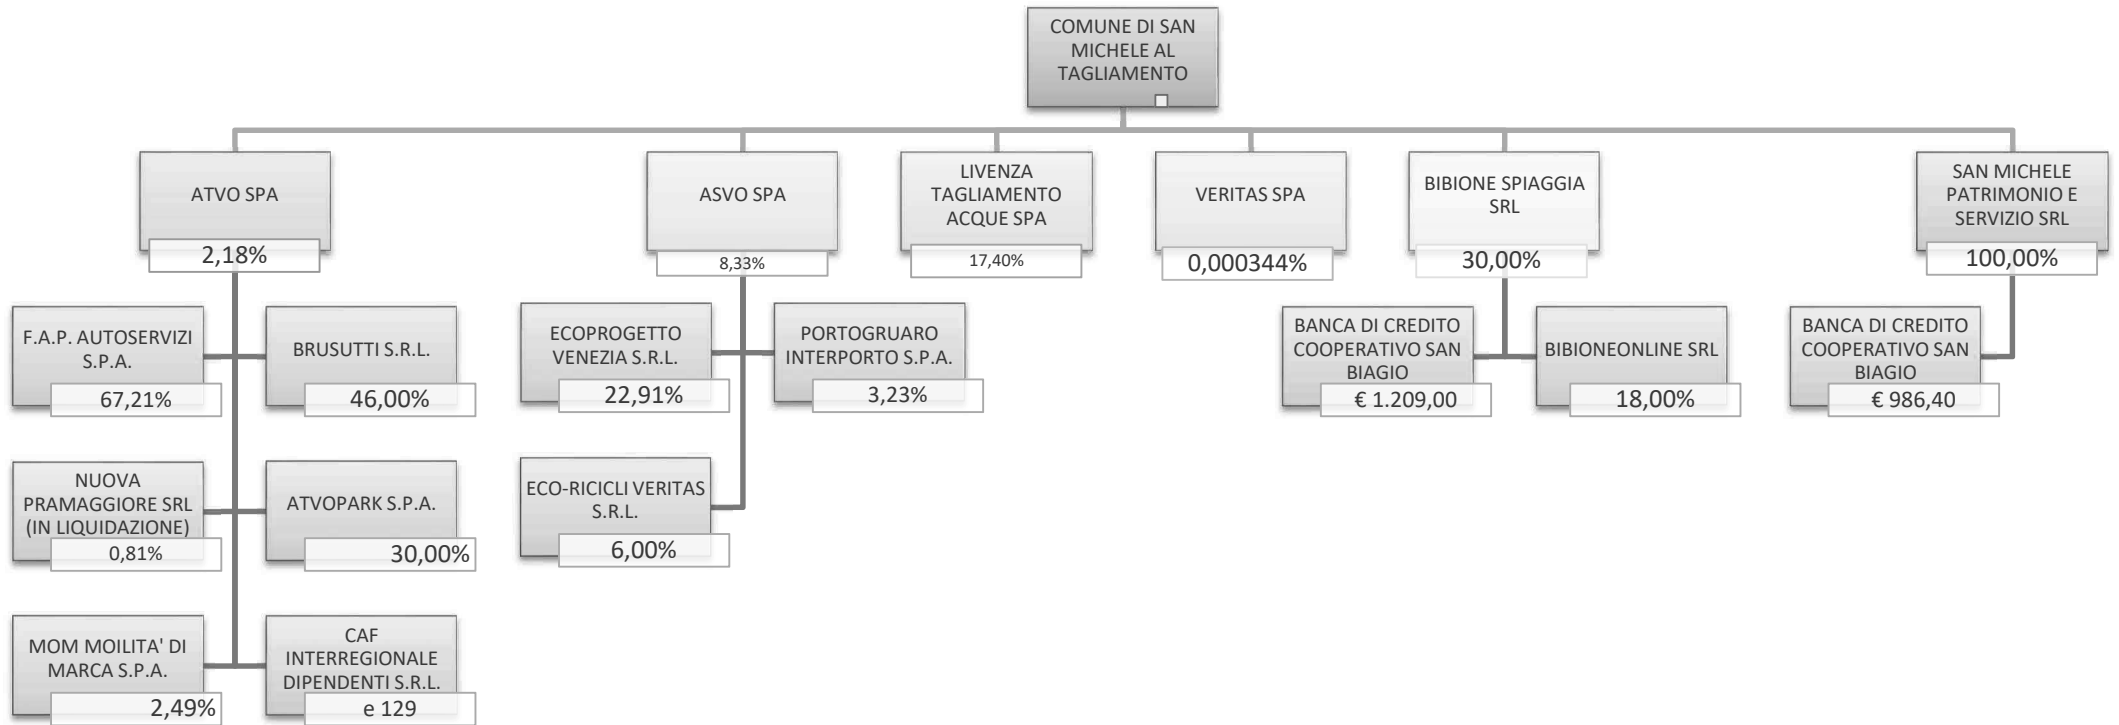 COMUNE DI SAN
MICHELE AL
TAGLIAMENTO
ATVO SPA
2,18%
ASVO SPA
8,33%
LIVENZA
TAGLIAMENTO
ACQUE SPA
17,40%
VERITAS SPA
0,000344%
BIBIONE SPIAGGIA
SRL
30,00%
SAN MICHELE
PATRIMONIO E
SERVIZIO SRL
100,00%
F.A.P. AUTOSERVIZI
S.P.A.
67,21%
BRUSUTTI S.R.L.
46,00%
ECOPROGETTO
VENEZIA S.R.L.
22,91%
PORTOGRUARO
INTERPORTO S.P.A.
3,23%
BANCA DI CREDITO
COOPERATIVO SAN
BIAGIO
€ 1.209,00
BIBIONEONLINE SRL
18,00%
BANCA DI CREDITO
COOPERATIVO SAN
BIAGIO
€ 986,40
NUOVA
PRAMAGGIORE SRL
(IN LIQUIDAZIONE)
0,81%
ATVOPARK S.P.A.
30,00%
ECO-RICICLI VERITAS
S.R.L.
6,00%
MOM MOILITA' DI
MARCA S.P.A.
2,49%
CAF
INTERREGIONALE
DIPENDENTI S.R.L.
e 129